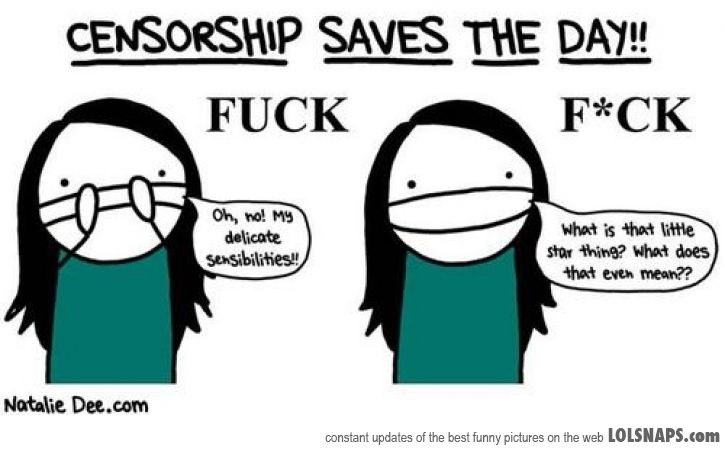 CENSORSHIP SAVES THE DAY!!
FUCK
Oh, no! My
delicate
sensibilities!!
F*CK
What is that little
star thing? What does
that even mean??
Natalie Dee.com
constant updates of the best funny pictures on the web LOLSNAPS.com